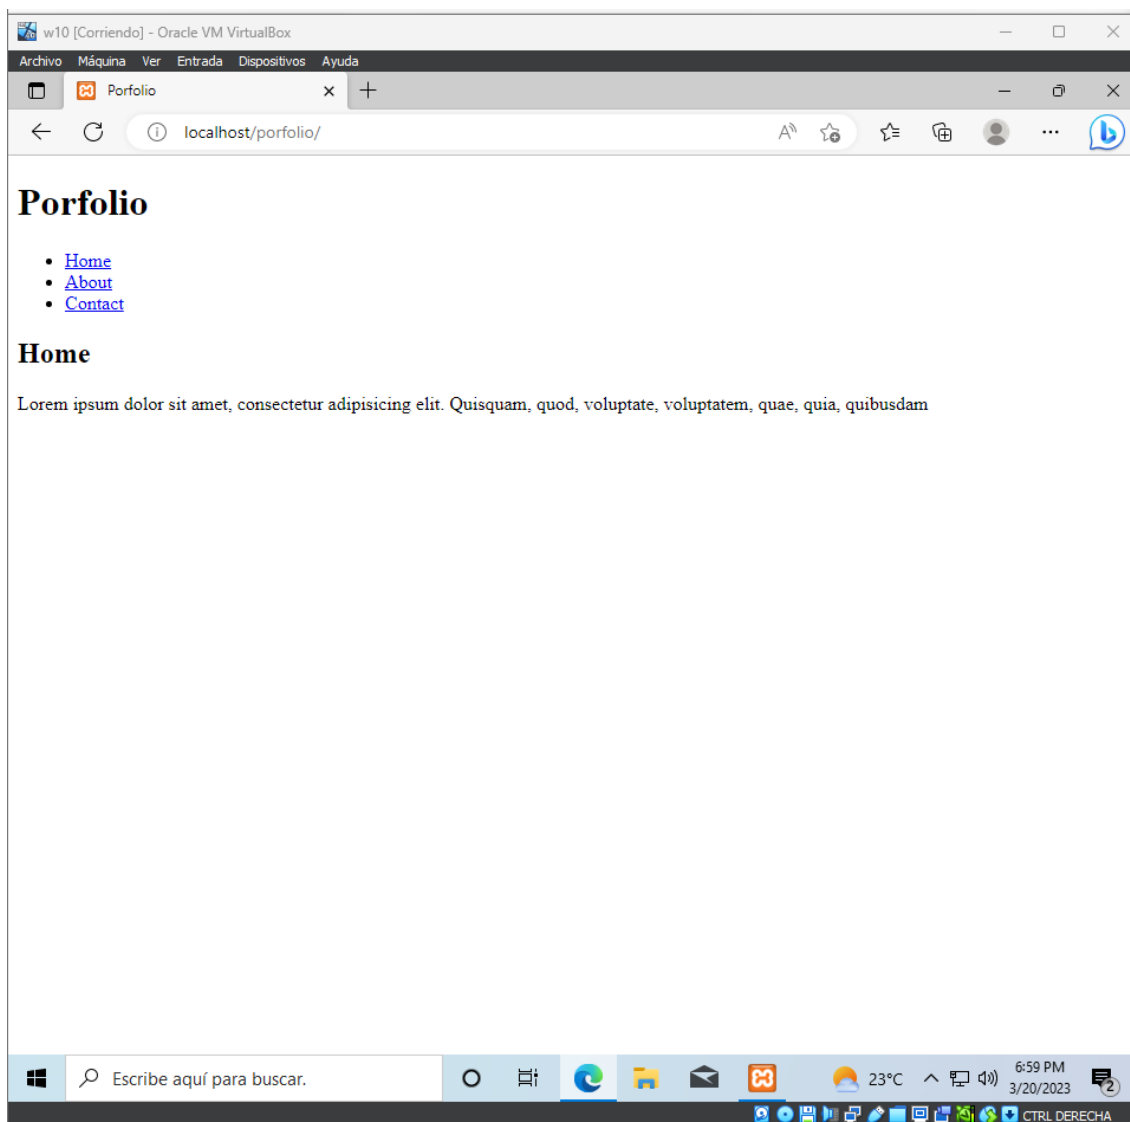 w10 [Corriendo] - Oracle VM VirtualBox
Archivo Máquina Ver Entrada Dispositivos Ayuda
Porfolio
localhost/porfolio/
Porfolio
Home
About
Contact
Home
Lorem ipsum dolor sit amet, consectetur adipisicing elit. Quisquam, quod, voluptate, voluptatem, quae, quia, quibusdam
Escribe aquí para buscar.
23°C
6:59 PM
3/20/2023
2
CTRL DERECHA